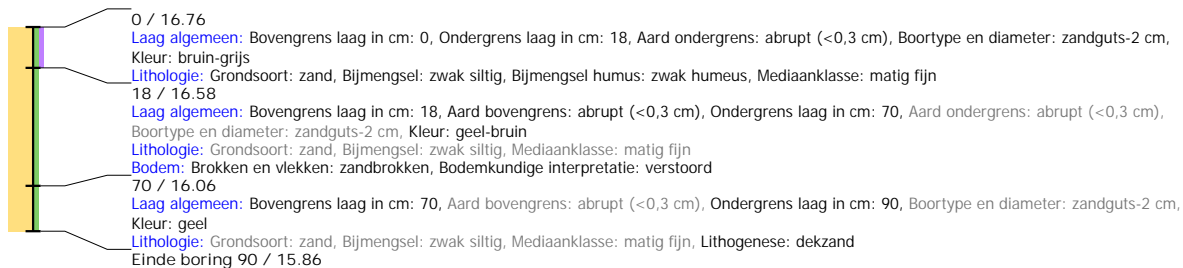 0 / 16.76
Laag algemeen: Bovengrens laag in cm: 0, Ondergrens laag in cm: 18, Aard ondergrens: abrupt (<0,3 cm), Boortype en diameter: zandguts-2 cm,
Kleur: bruin-grijs
Lithologie: Grondsoort: zand, Bijmengsel: zwak siltig, Bijmengsel humus: zwak humeus, Mediaanklasse: matig fijn
18 / 16.58
Laag algemeen: Bovengrens laag in cm: 18, Aard bovengrens: abrupt (<0,3 cm), Ondergrens laag in cm: 70, Aard ondergrens: abrupt (<0,3 cm),
Boortype en diameter: zandguts-2 cm, Kleur: geel-bruin
Lithologie: Grondsoort: zand, Bijmengsel: zwak siltig, Mediaanklasse: matig fijn
Bodem: Brokken en vlekken: zandbrokken, Bodemkundige interpretatie: verstoord
70 / 16.06
Laag algemeen: Bovengrens laag in cm: 70, Aard bovengrens: abrupt (<0,3 cm), Ondergrens laag in cm: 90, Boortype en diameter: zandguts-2 cm,
Kleur: geel
Lithologie: Grondsoort: zand, Bijmengsel: zwak siltig, Mediaanklasse: matig fijn, Lithogenese: dekzand
Einde boring 90 / 15.86